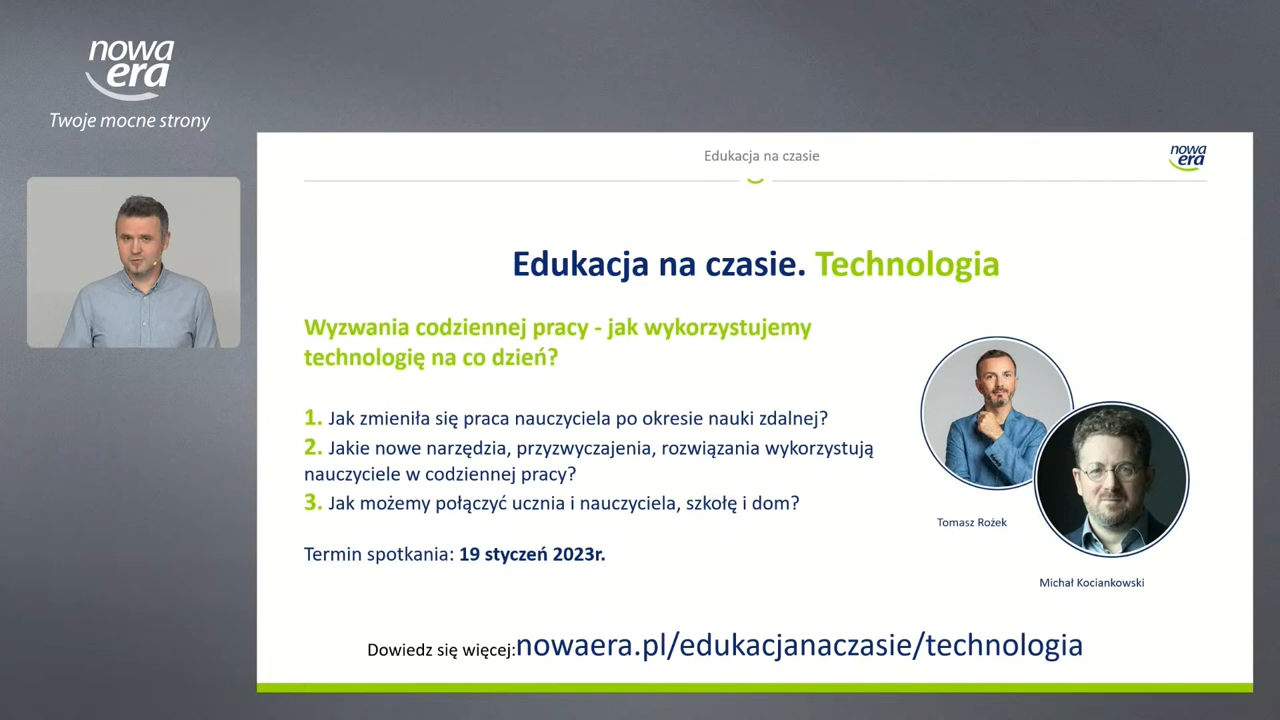 nowa
era
Twoje mocne strony
Edukacja na czasie
nowa
era
Edukacja na czasie. Technologia
Wyzwania codziennej pracy - jak wykorzystujemy
technologię na co dzień?
1. Jak zmieniła się praca nauczyciela po okresie nauki zdalnej?
2. Jakie nowe narzędzia, przyzwyczajenia, rozwiązania wykorzystują
nauczyciele w codziennej pracy?
3. Jak możemy połączyć ucznia i nauczyciela, szkołę i dom?
Termin spotkania: 19 styczeń 2023r.
Tomasz Rożek
Michał Kociankowski
Dowiedz się więcej:nowaera.pl/edukacjanaczasie/technologia